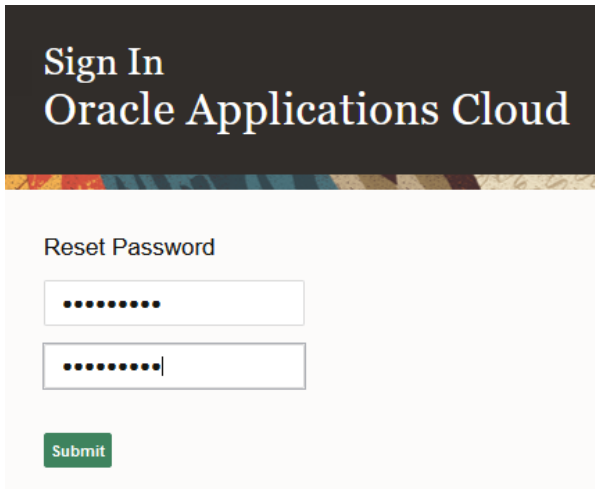 Sign In
Oracle Applications Cloud
Reset Password
•••••••••
•••••••••
Submit